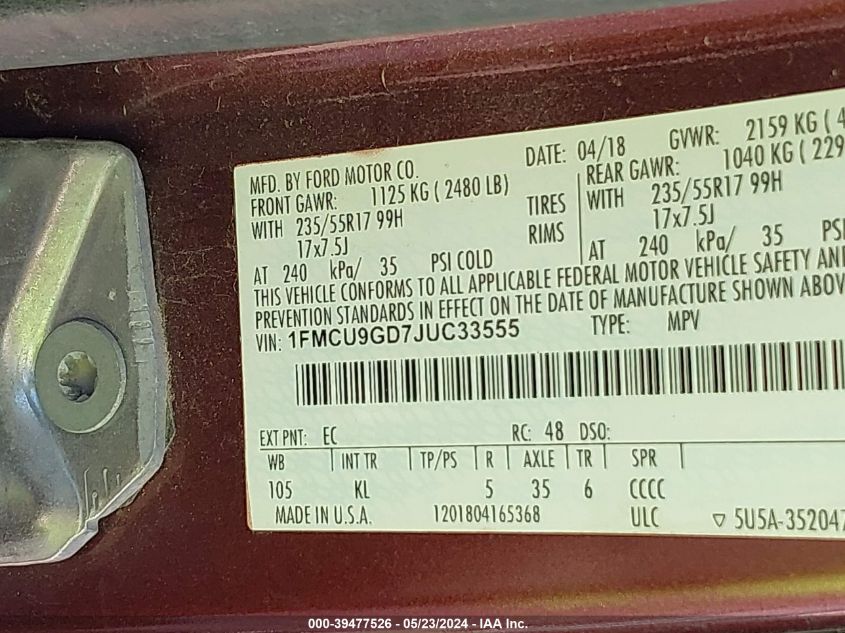 MFD. BY FORD MOTOR CO. DATE: 04/18 GVWR: 2159 KG ( 4
FRONT GAWR: 1125 KG ( 2480 LB) REAR GAWR: 1040 KG ( 229
WITH 235/55R17 99H TIRES WITH 235/55R17 99H
17x7.5J RIMS 17x7.5J
AT 240 kPa/ 35 PSI COLD AT 240 kPa/ 35 PSI
THIS VEHICLE CONFORMS TO ALL APPLICABLE FEDERAL MOTOR VEHICLE SAFETY AND
PREVENTION STANDARDS IN EFFECT ON THE DATE OF MANUFACTURE SHOWN ABOV
VIN: 1FMCU9GD7JUC33555 TYPE: MPV
EXT PNT: EC RC: 48 DSO:
WB INT TR TP/PS R AXLE TR SPR
105 KL 5 35 6 CCCC
MADE IN U.S.A. 1201804165368 ULC ▽ 5U5A-352047
000-39477526 - 05/23/2024 - IAA Inc.